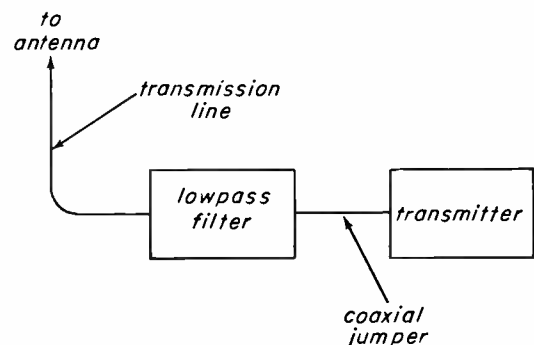 to
antenna
transmission
line
lowpass
filter
transmitter
coaxial
jumper